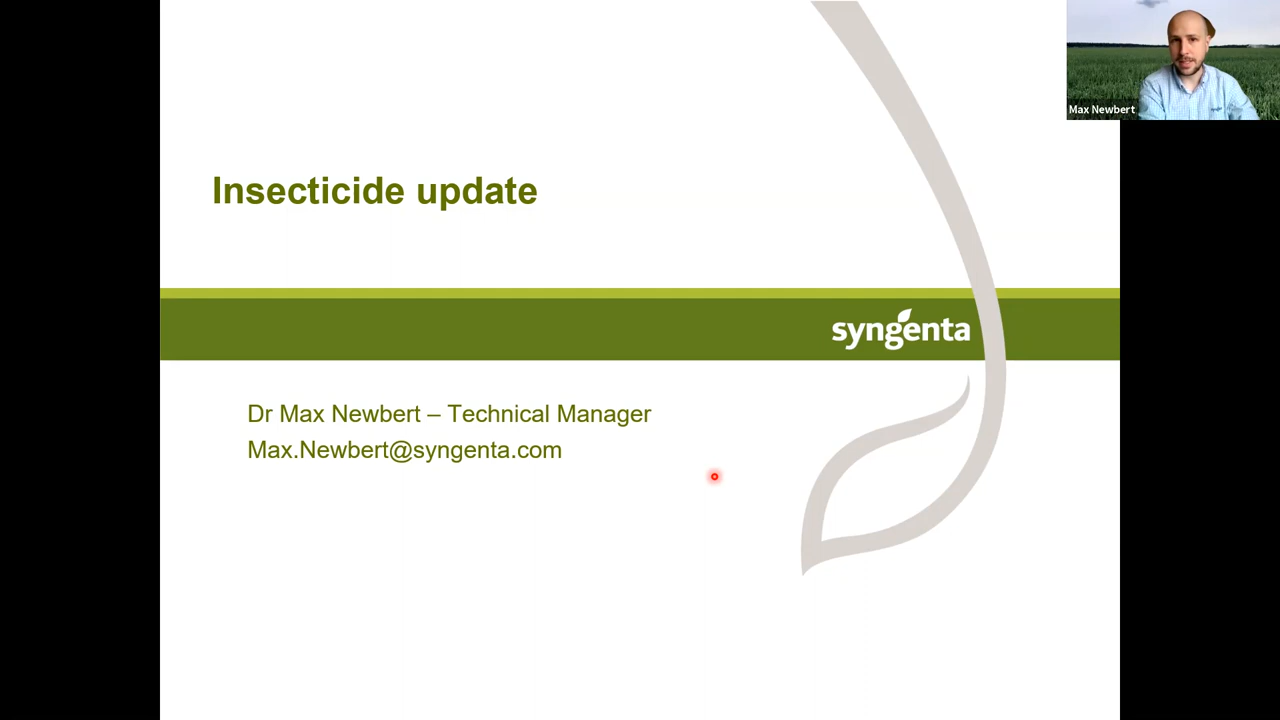 Max Newbert
Insecticide update
syngenta
Dr Max Newbert – Technical Manager
Max.Newbert@syngenta.com